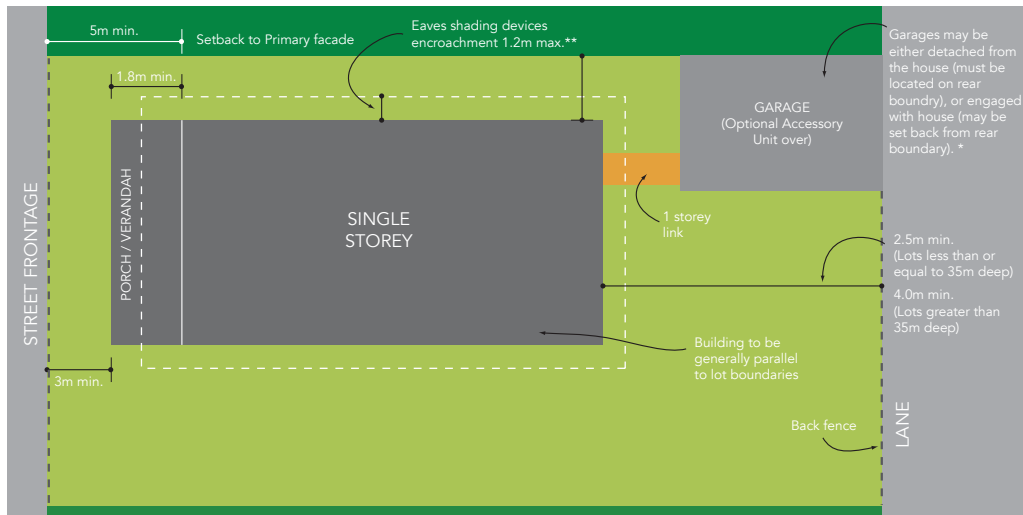 5m min.
Setback to Primary facade
Eaves shading devices
encroachment 1.2m max.**
Garages may be
either detached from
the house (must be
located on rear
boundry), or engaged
with house (may be
set back from rear
boundary). *
1.8m min.
GARAGE
(Optional Accessory
Unit over)
STREET FRONTAGE
PORCH / VERANDAH
SINGLE
STOREY
1 storey
link
2.5m min.
(Lots less than or
equal to 35m deep)
4.0m min.
(Lots greater than
35m deep)
Building to be
generally parallel
to lot boundaries
3m min.
Back fence
LANE